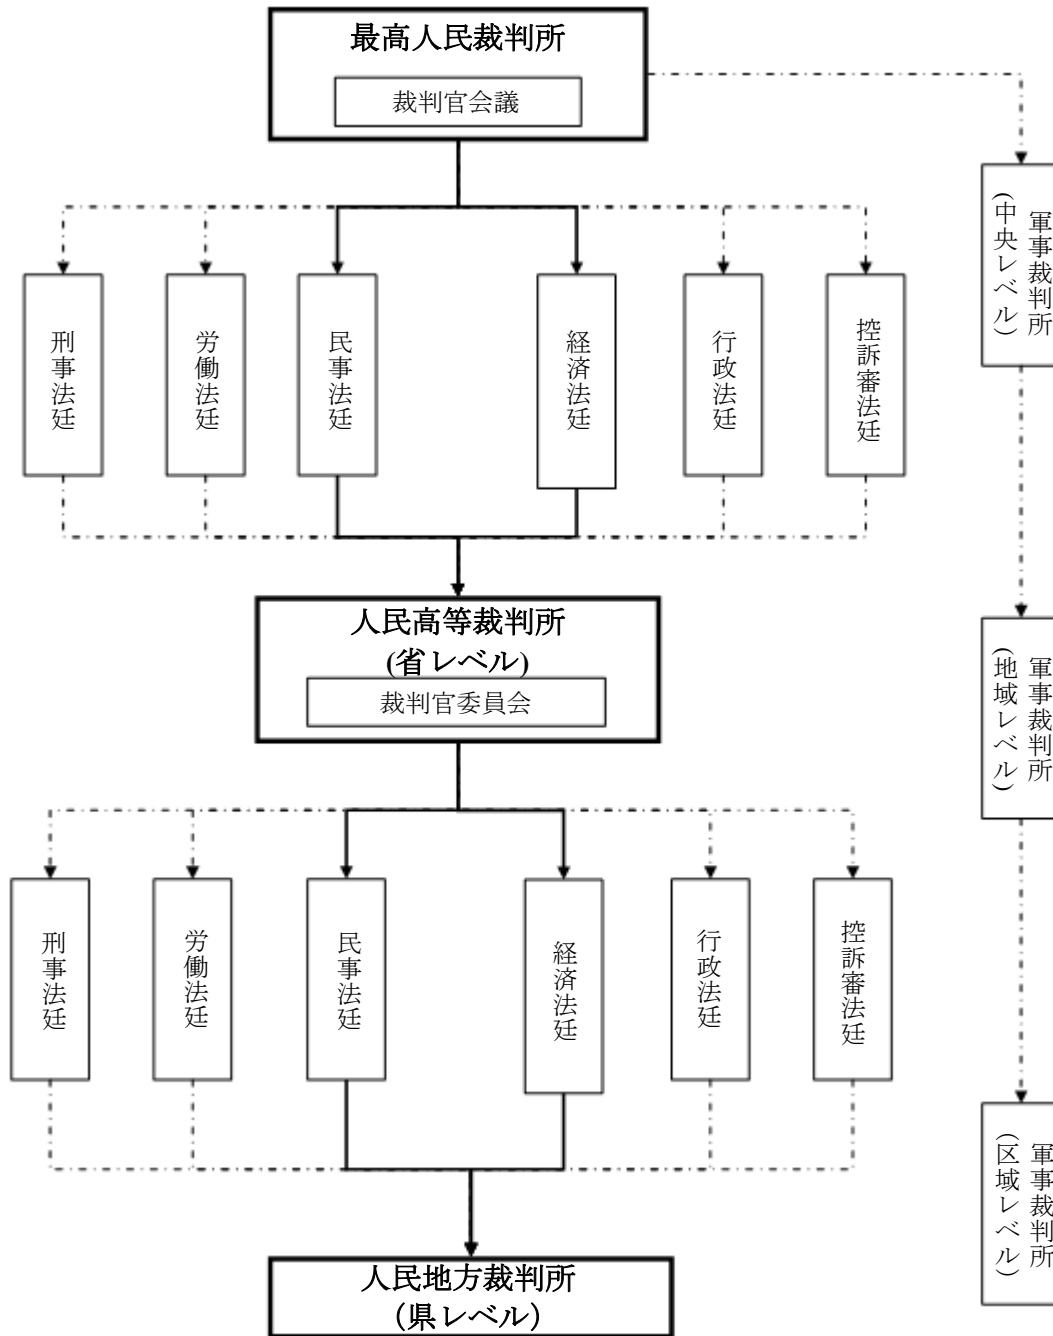 最高人民裁判所
裁判官会議
軍事裁判所
(中央レベル)
刑事法廷
労働法廷
民事法廷
経済法廷
行政法廷
控訴審法廷
人民高等裁判所
(省レベル)
裁判官委員会
軍事裁判所
(地域レベル)
刑事法廷
労働法廷
民事法廷
経済法廷
行政法廷
控訴審法廷
軍事裁判所
(区域レベル)
人民地方裁判所
(県レベル)